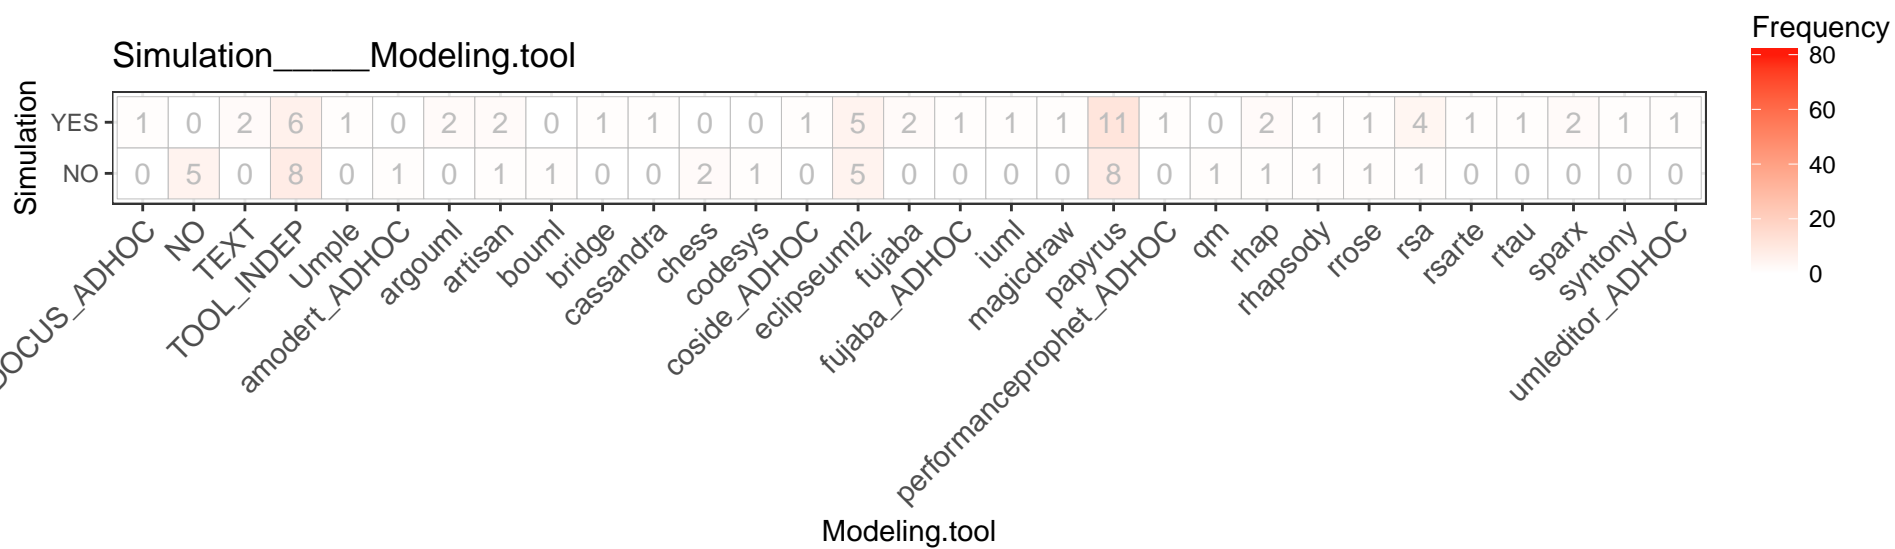 Simulation_____Modeling.tool
Frequency
80
60
40
20
0
Simulation
YES 1 0 2 6 1 0 2 2 0 1 1 0 0 1 5 2 1 1 1 11 1 0 2 1 1 4 1 1 2 1 1
NO 0 5 0 8 0 1 0 1 1 0 0 2 1 0 5 0 0 0 0 8 0 1 1 1 1 1 0 0 0 0 0
OCUS_ADHOC
NO
TEXT
TOOL_INDEP
Umple
amodert_ADHOC
argouml
artisan
bouml
bridge
cassandra
chess
codesys
coside_ADHOC
eclipseuml2
fujaba
fujaba_ADHOC
iuml
magicdraw
papyrus
performanceprophet_ADHOC
qm
rhap
rhapsody
rrose
rsa
rsarte
rtau
sparx
syntony
umleditor_ADHOC
Modeling.tool